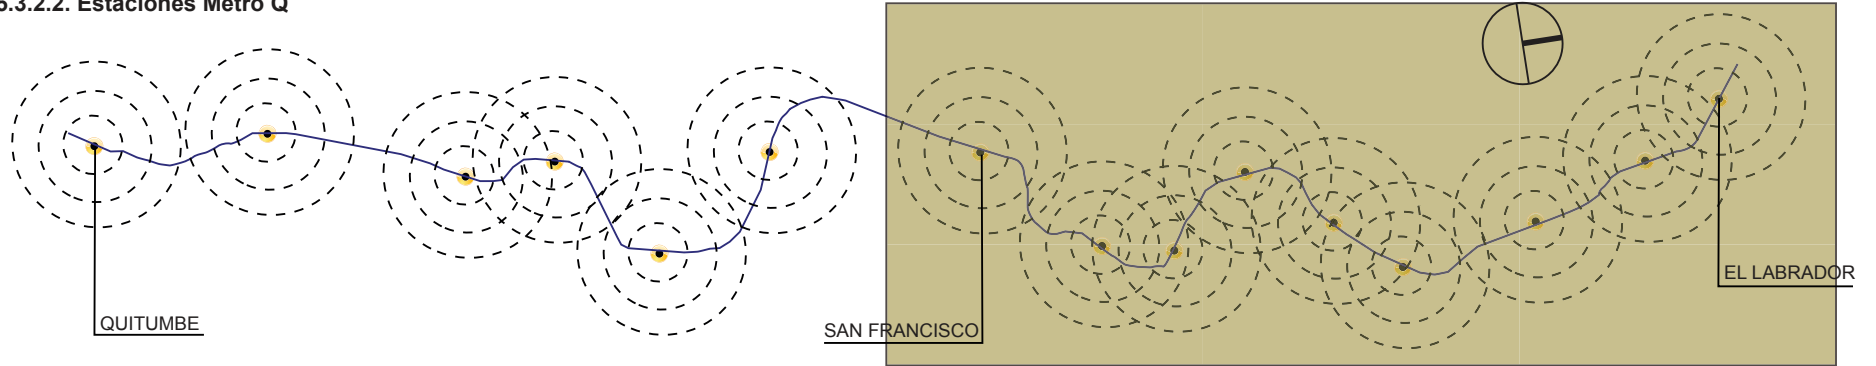 5.3.2.2. Estaciones Metro Q
QUITUMBE
SAN FRANCISCO
EL LABRADOR